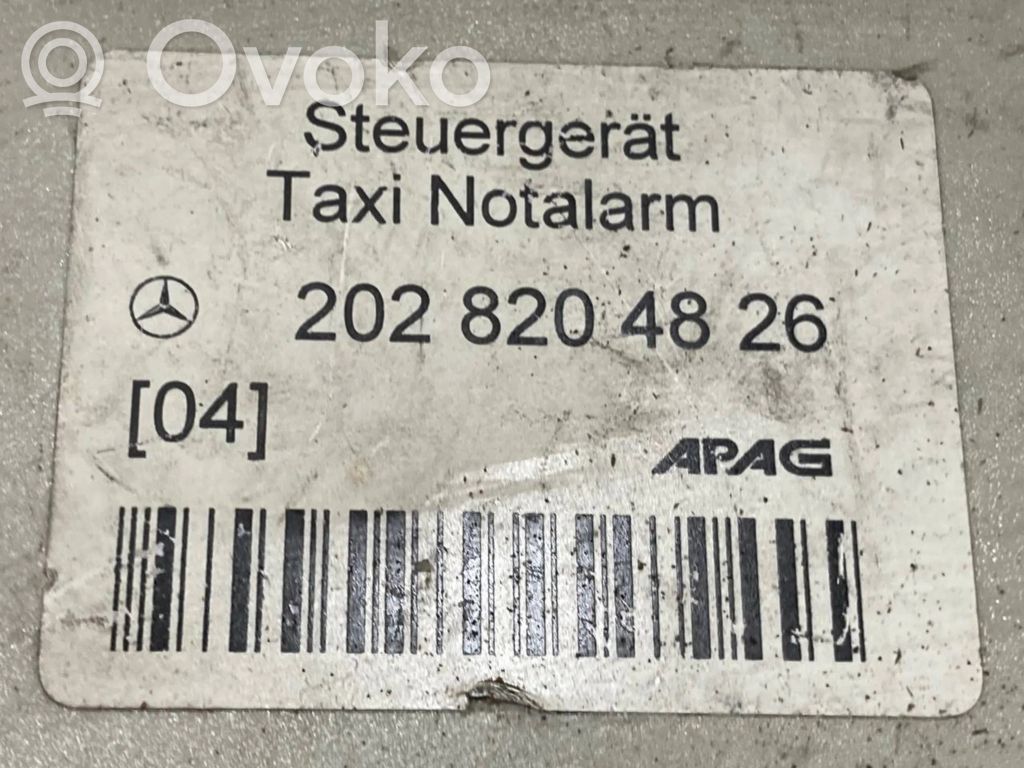 Ovoko
Steuergerät
Taxi Notalarm
202 820 48 26
[04]
APAG